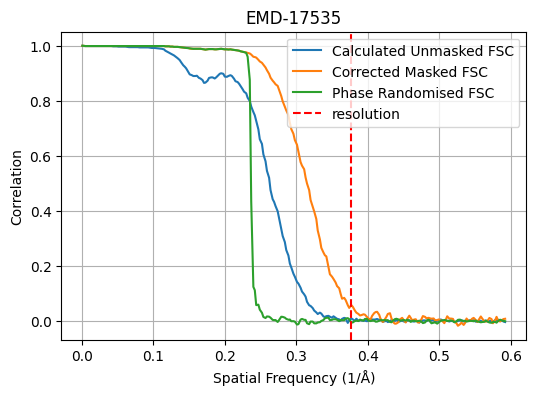 EMD-17535
Calculated Unmasked FSC
Corrected Masked FSC
Phase Randomised FSC
resolution
Correlation
1.0
0.8
0.6
0.4
0.2
0.0
0.0 0.1 0.2 0.3 0.4 0.5 0.6
Spatial Frequency (1/Å)